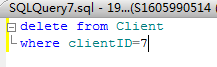 SQLQuery7.sql - 19...(S1605990514
delete from Client
where clientID=7